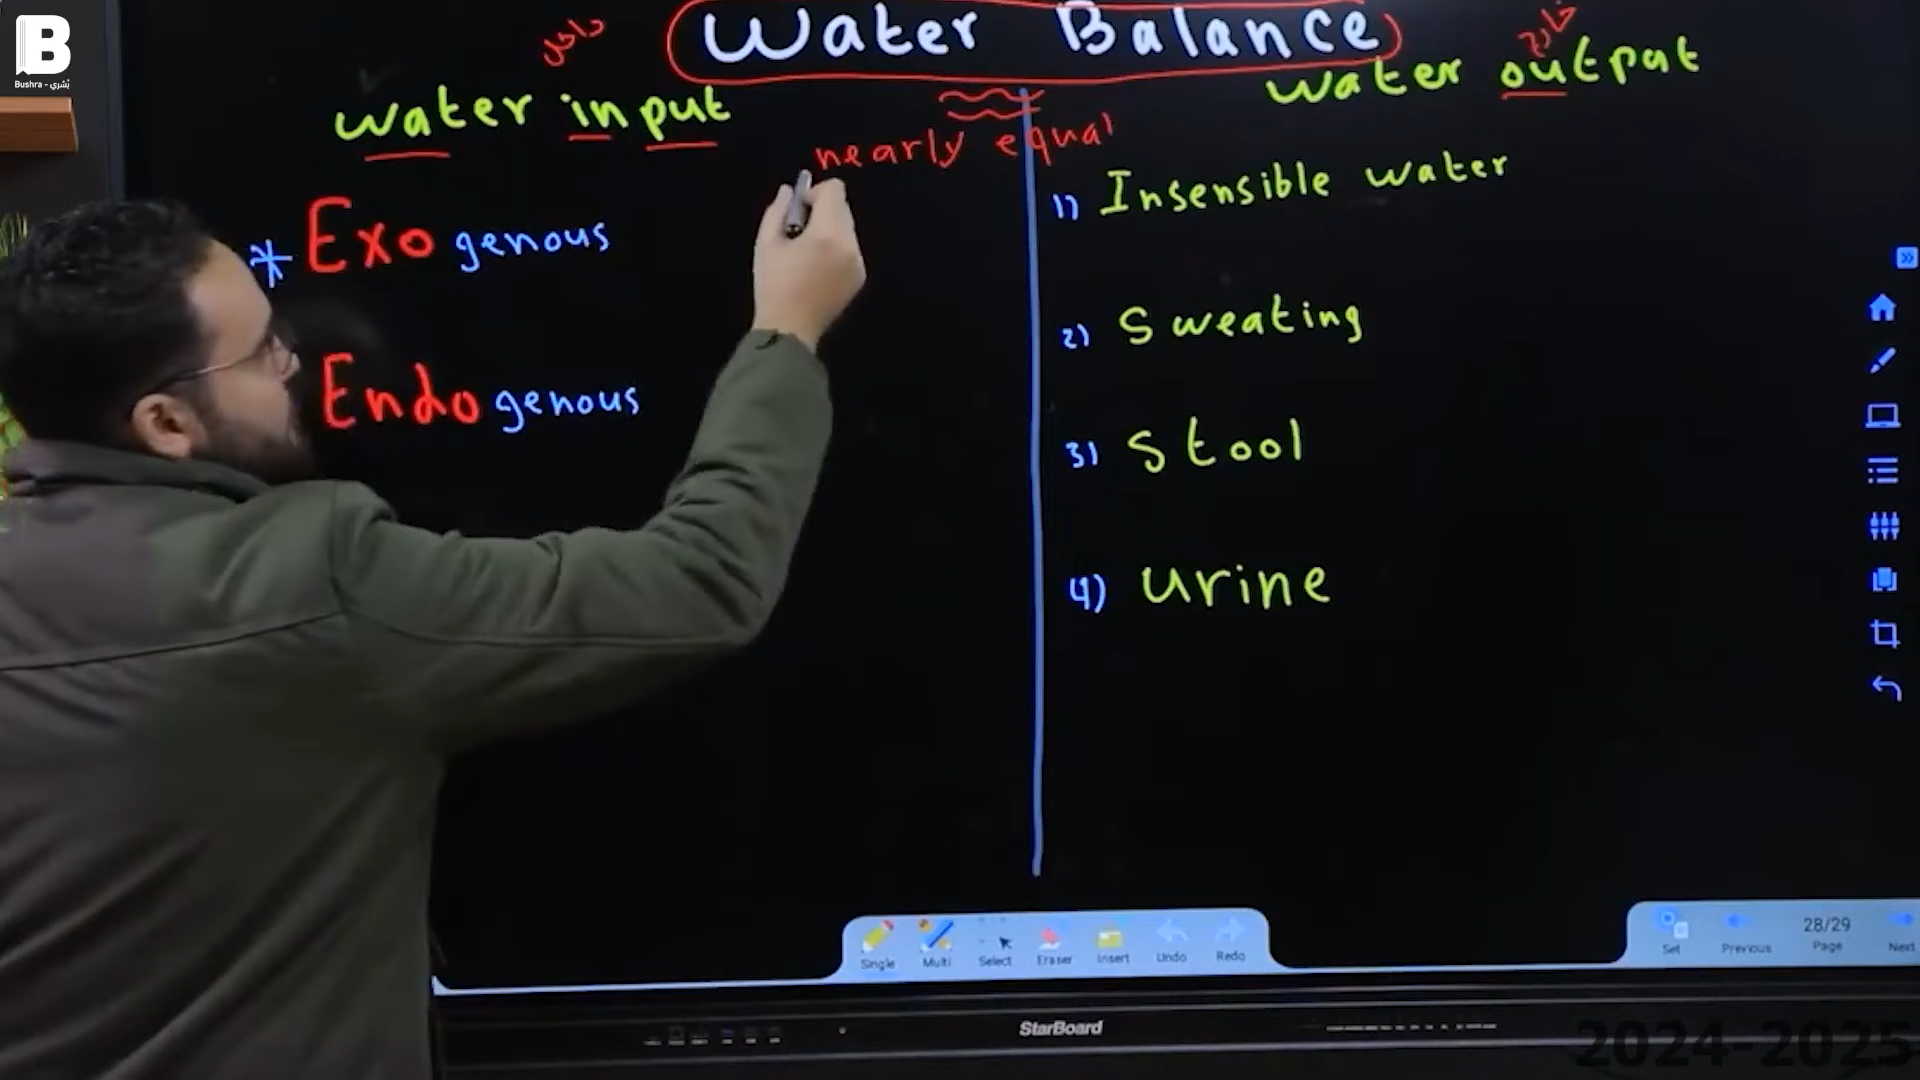 B
Bushra - بُشرى
Water Balance
داخل
خارج
water input
water output
nearly equal
* Exogenous
Endogenous
1) Insensible water
2) Sweating
3) Stool
4) urine
Single
Multi
Select
Eraser
Insert
Undo
Redo
Set
Previous
28/29
Page
Next
StarBoard
2024-2025